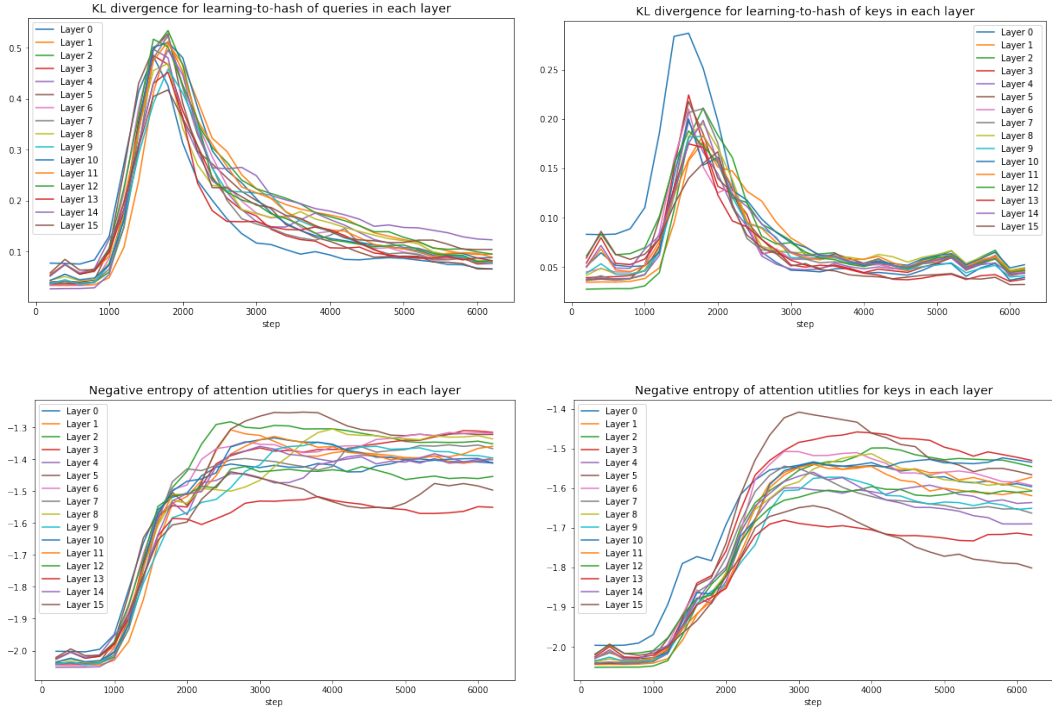 KL divergence for learning-to-hash of queries in each layer
0.5
0.4
0.3
0.2
0.1
Layer 0
Layer 1
Layer 2
Layer 3
Layer 4
Layer 5
Layer 6
Layer 7
Layer 8
Layer 9
Layer 10
Layer 11
Layer 12
Layer 13
Layer 14
Layer 15
0 1000 2000 3000 4000 5000 6000
step
KL divergence for learning-to-hash of keys in each layer
0.25
0.20
0.15
0.10
0.05
Layer 0
Layer 1
Layer 2
Layer 3
Layer 4
Layer 5
Layer 6
Layer 7
Layer 8
Layer 9
Layer 10
Layer 11
Layer 12
Layer 13
Layer 14
Layer 15
0 1000 2000 3000 4000 5000 6000
step
Negative entropy of attention utitlies for querys in each layer
−1.3
−1.4
−1.5
−1.6
−1.7
−1.8
−1.9
−2.0
Layer 0
Layer 1
Layer 2
Layer 3
Layer 4
Layer 5
Layer 6
Layer 7
Layer 8
Layer 9
Layer 10
Layer 11
Layer 12
Layer 13
Layer 14
Layer 15
0 1000 2000 3000 4000 5000 6000
step
Negative entropy of attention utlies for keys in each layer
−1.4
−1.5
−1.6
−1.7
−1.8
−1.9
−2.0
Layer 0
Layer 1
Layer 2
Layer 3
Layer 4
Layer 5
Layer 6
Layer 7
Layer 8
Layer 9
Layer 10
Layer 11
Layer 12
Layer 13
Layer 14
Layer 15
0 1000 2000 3000 4000 5000 6000
step